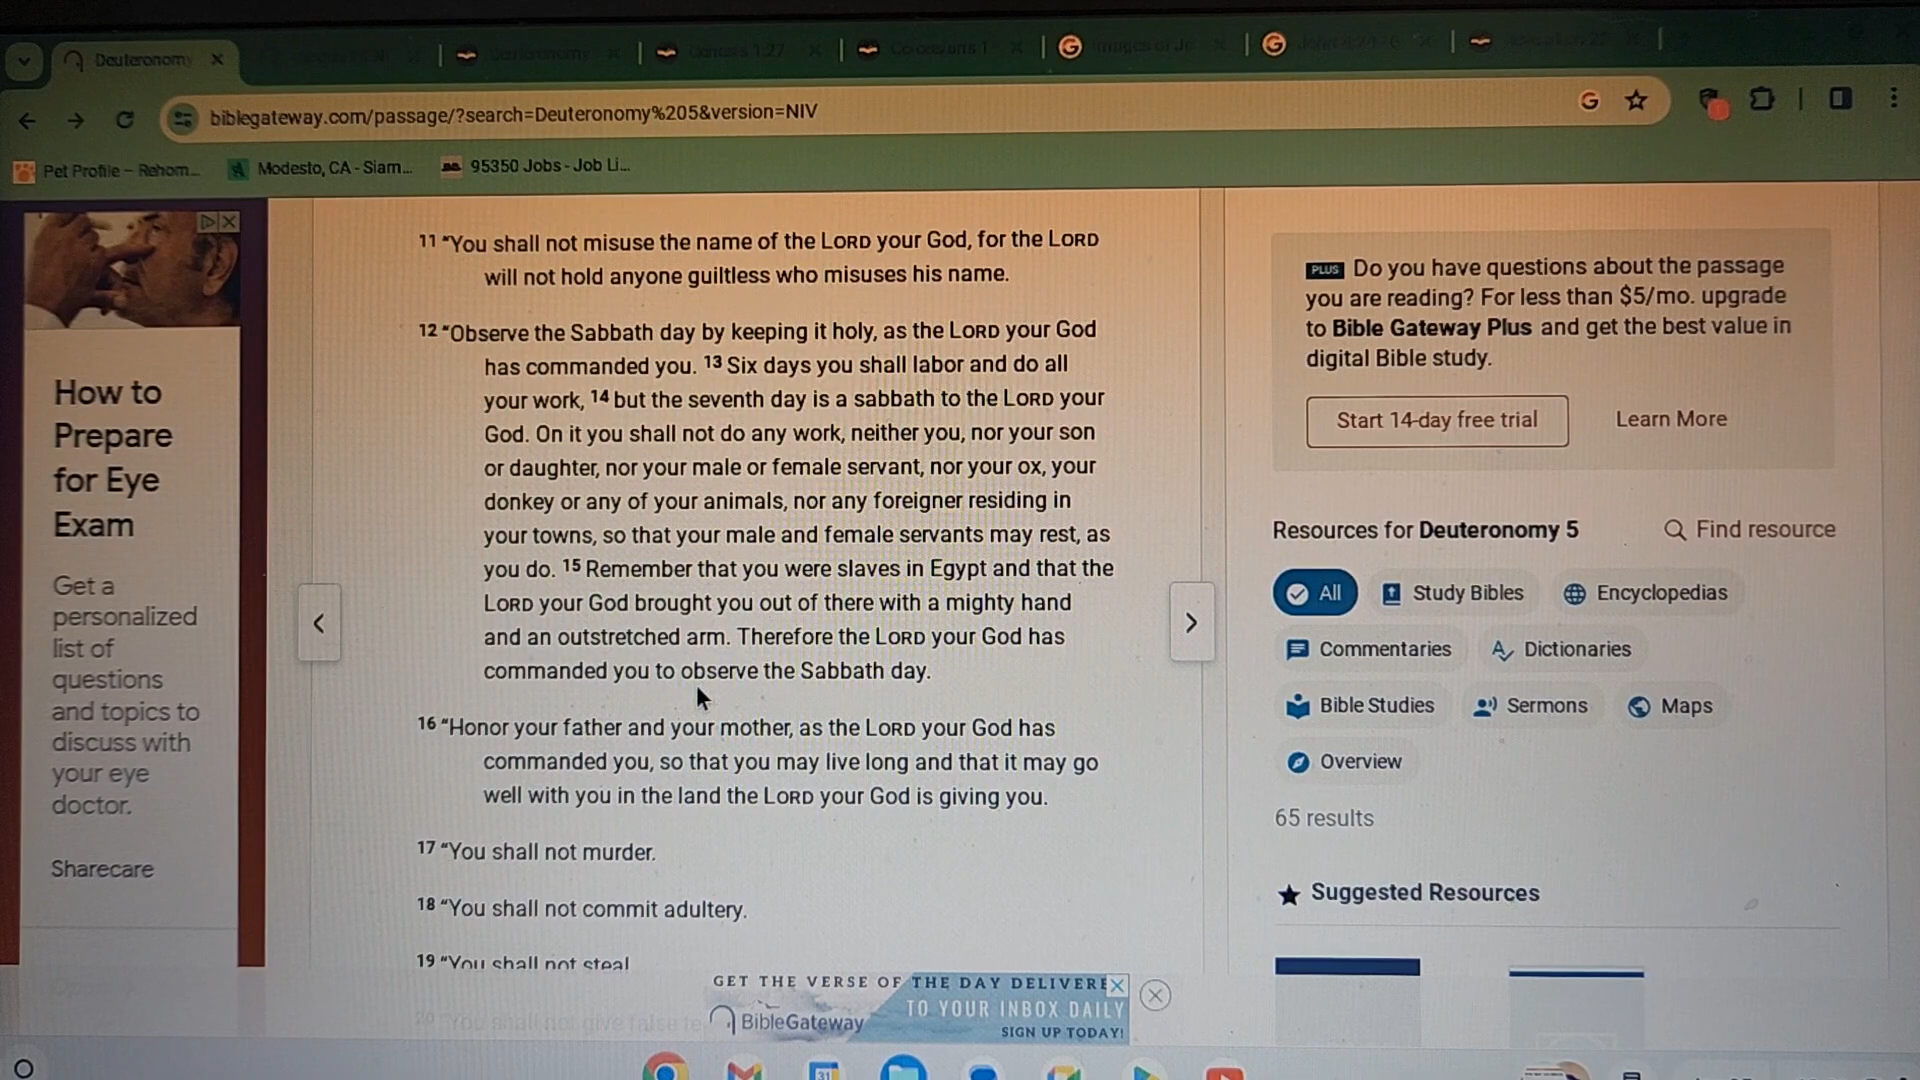 Deuteronomy
Genesis 1:27
biblegateway.com/passage/?search=Deuteronomy%205&version=NIV
Pet Profile – Rehom... Modesto, CA - Siam... 95350 Jobs - Job Li...
11 “You shall not misuse the name of the LORD your God, for the LORD
will not hold anyone guiltless who misuses his name.
12 “Observe the Sabbath day by keeping it holy, as the LORD your God
has commanded you. 13 Six days you shall labor and do all
your work, 14 but the seventh day is a sabbath to the LORD your
God. On it you shall not do any work, neither you, nor your son
or daughter, nor your male or female servant, nor your ox, your
donkey or any of your animals, nor any foreigner residing in
your towns, so that your male and female servants may rest, as
you do. 15 Remember that you were slaves in Egypt and that the
LORD your God brought you out of there with a mighty hand
and an outstretched arm. Therefore the LORD your God has
commanded you to observe the Sabbath day.
16 “Honor your father and your mother, as the LORD your God has
commanded you, so that you may live long and that it may go
well with you in the land the LORD your God is giving you.
17 “You shall not murder.
18 “You shall not commit adultery.
19 “You shall not steal
20 “You shall not give false te
How to
Prepare
for Eye
Exam
Get a
personalized
list of
questions
and topics to
discuss with
your eye
doctor.
Sharecare
PLUS Do you have questions about the passage
you are reading? For less than $5/mo. upgrade
to Bible Gateway Plus and get the best value in
digital Bible study.
Start 14-day free trial Learn More
Resources for Deuteronomy 5 Find resource
All Study Bibles Encyclopedias
Commentaries Dictionaries
Bible Studies Sermons Maps
Overview
65 results
Suggested Resources
GET THE VERSE OF THE DAY DELIVERE
TO YOUR INBOX DAILY
BibleGateway SIGN UP TODAY!
31